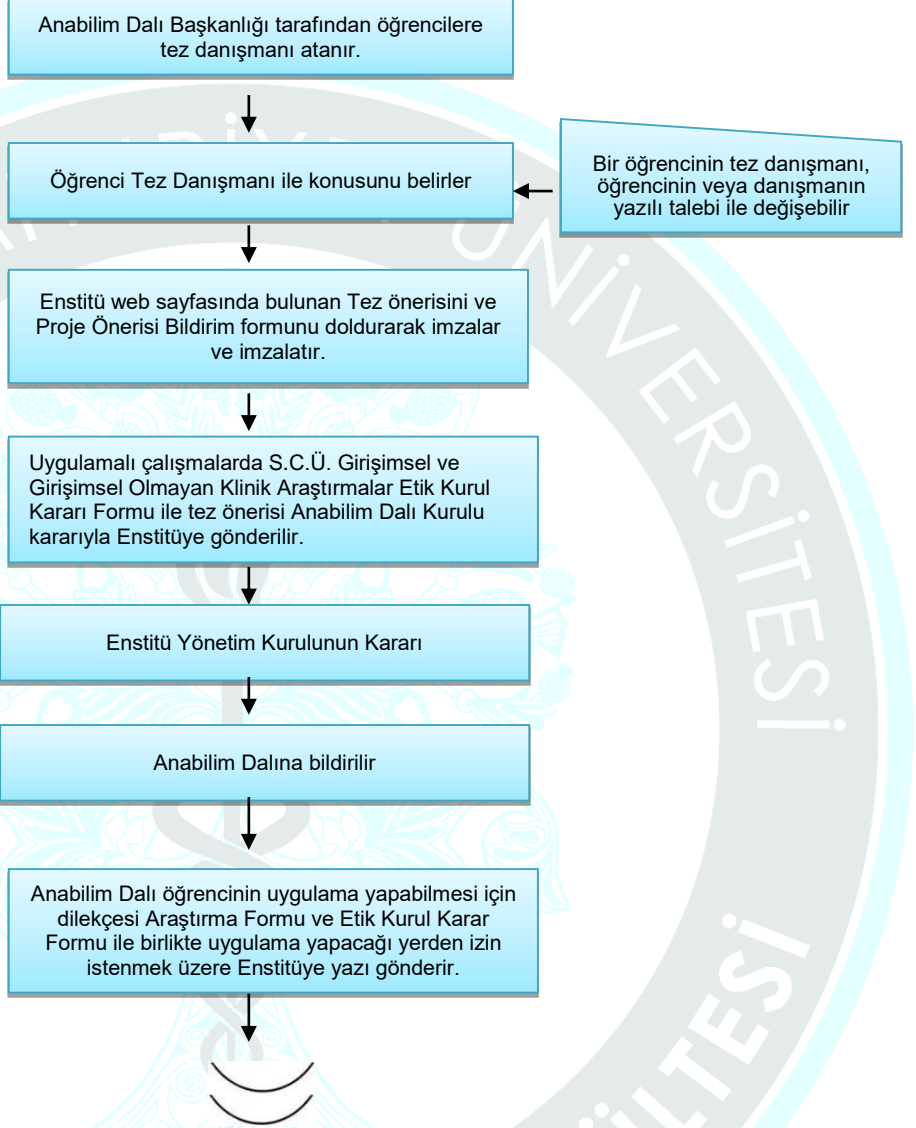 Anabilim Dalı Başkanlığı tarafından öğrencilere
tez danışmanı atanır.
Öğrenci Tez Danışmanı ile konusunu belirler
Bir öğrencinin tez danışmanı,
öğrencinin veya danışmanın
yazılı talebi ile değişebilir
Enstitü web sayfasında bulunan Tez önerisini ve
Proje Önerisi Bildirim formunu doldurarak imzalar
ve imzalatır.
Uygulamalı çalışmalarda S.C.Ü. Girişimsel ve
Girişimsel Olmayan Klinik Araştırmalar Etik Kurul
Kararı Formu ile tez önerisi Anabilim Dalı Kurulu
kararıyla Enstitüye gönderilir.
Enstitü Yönetim Kurulunun Kararı
Anabilim Dalına bildirilir
Anabilim Dalı öğrencinin uygulama yapabilmesi için
dilekçesi Araştırma Formu ve Etik Kurul Karar
Formu ile birlikte uygulama yapacağı yerden izin
istenmek üzere Enstitüye yazı gönderir.
ÜNİVERSİTESİ